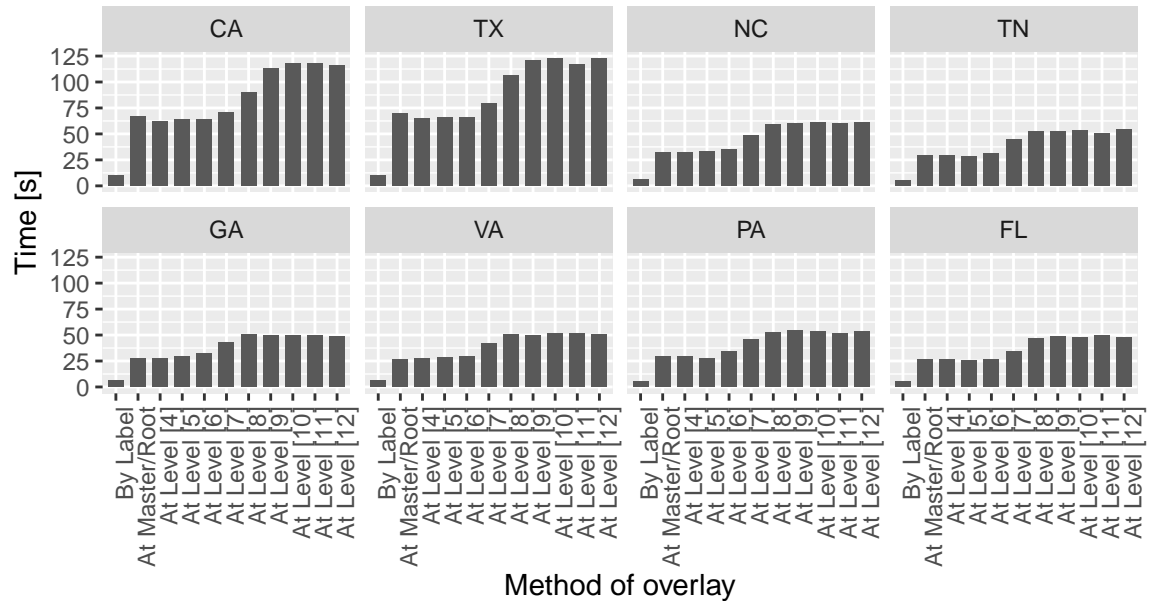 CA TX NC TN
125
100
75
50
25
0
Time [s]
GA VA PA FL
125
100
75
50
25
0
By Label
At Master/Root
At Level [4]
At Level [5]
At Level [6]
At Level [7]
At Level [8]
At Level [9]
At Level [10]
At Level [11]
At Level [12]
By Label
At Master/Root
At Level [4]
At Level [5]
At Level [6]
At Level [7]
At Level [8]
At Level [9]
At Level [10]
At Level [11]
At Level [12]
By Label
At Master/Root
At Level [4]
At Level [5]
At Level [6]
At Level [7]
At Level [8]
At Level [9]
At Level [10]
At Level [11]
At Level [12]
By Label
At Master/Root
At Level [4]
At Level [5]
At Level [6]
At Level [7]
At Level [8]
At Level [9]
At Level [10]
At Level [11]
At Level [12]
Method of overlay